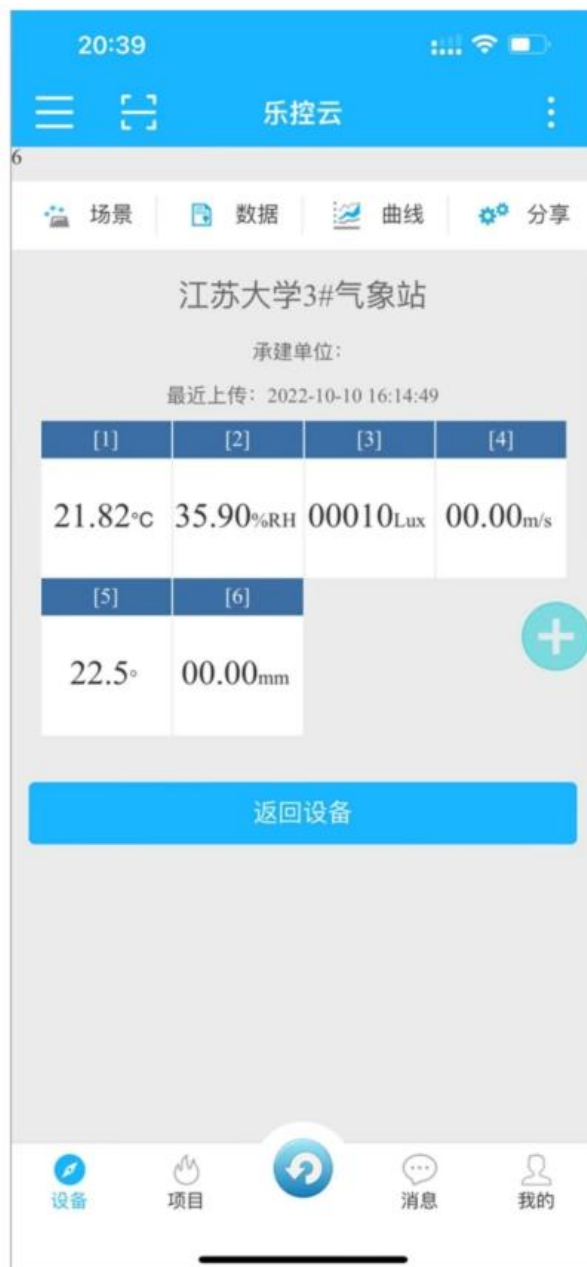 20:39
乐控云
6
场景 数据 曲线 分享
江苏大学3#气象站
承建单位：
最近上传：2022-10-10 16:14:49
[1] [2] [3] [4]
21.82℃ 35.90%RH 00010Lux 00.00m/s
[5] [6]
22.5° 00.00mm
返回设备
设备 项目 消息 我的